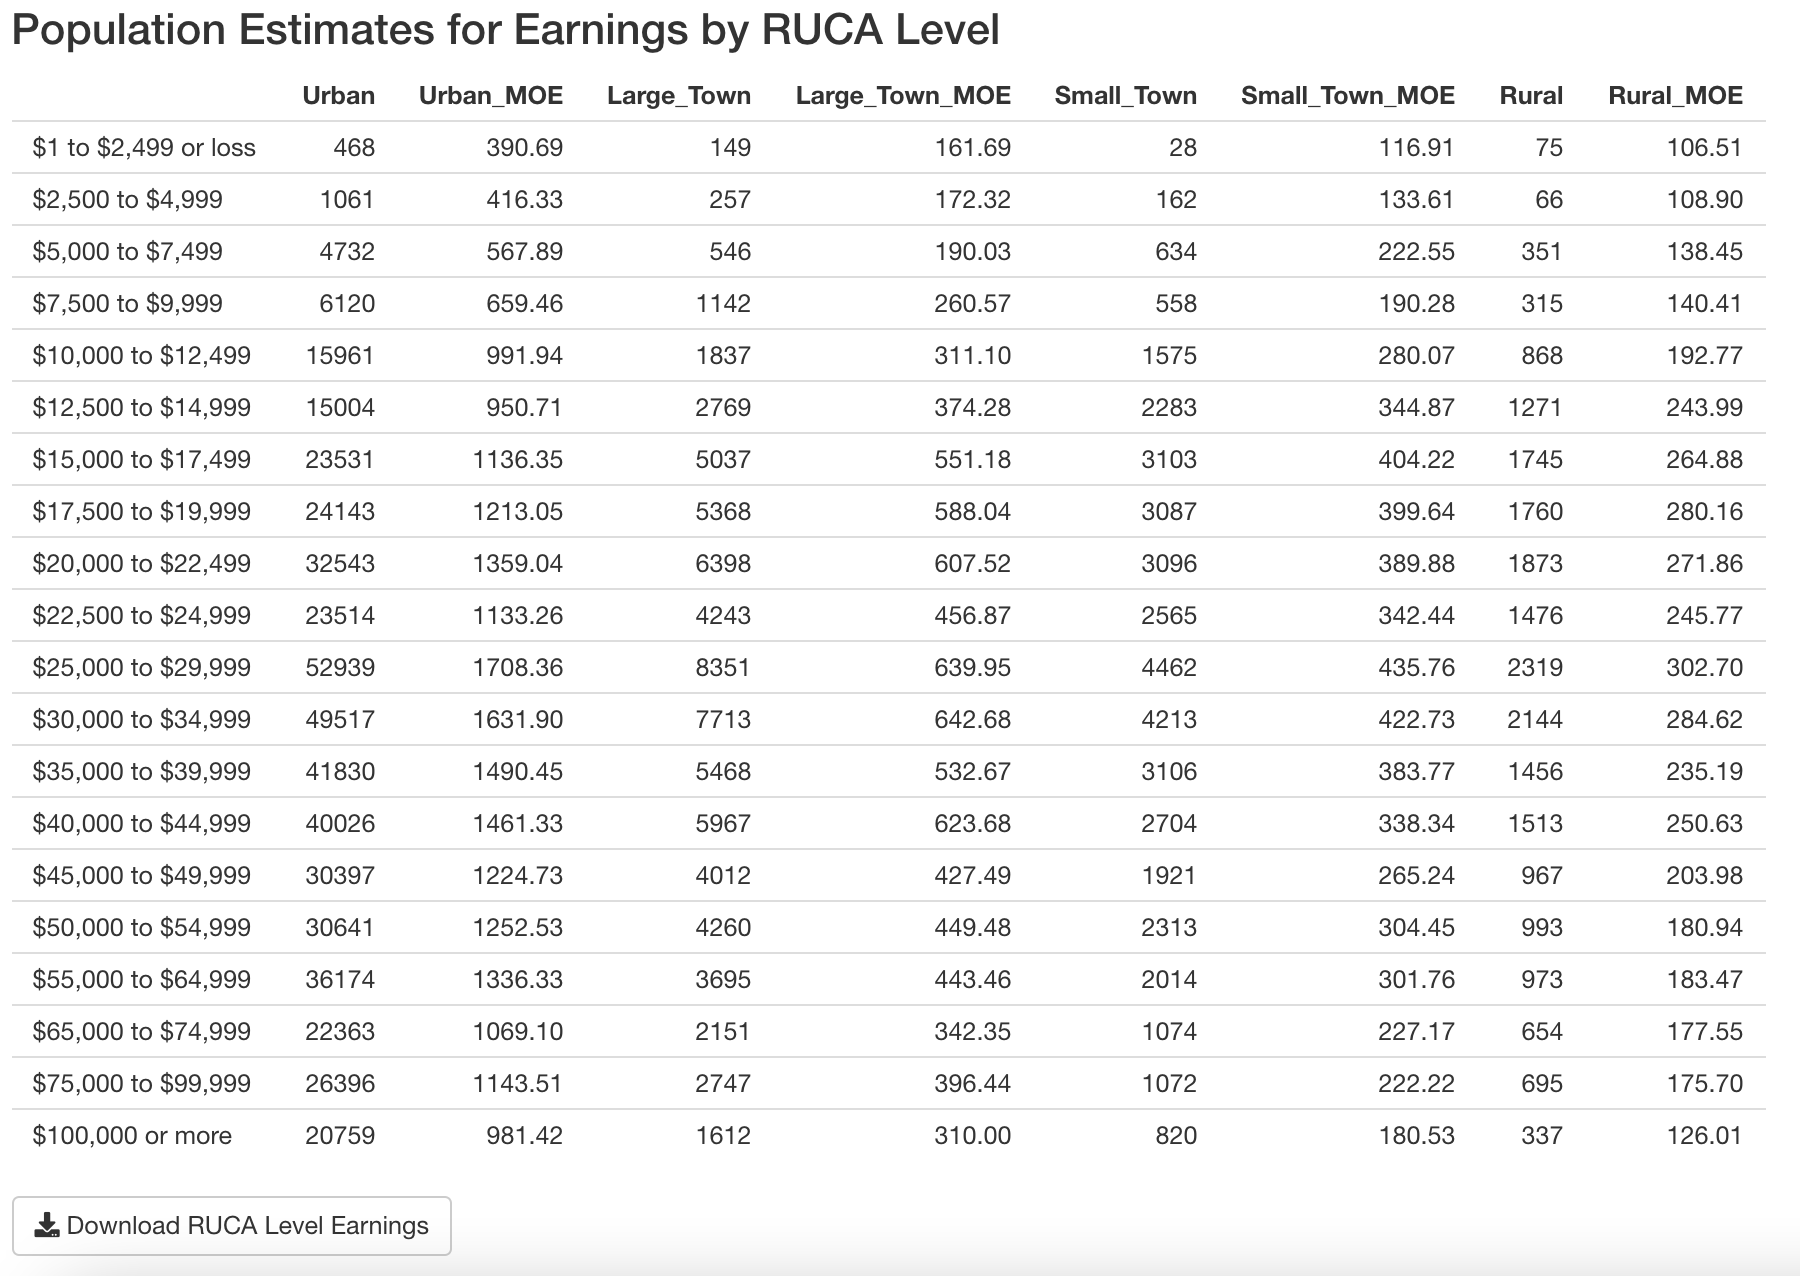 Population Estimates for Earnings by RUCA Level
Urban Urban_MOE Large_Town Large_Town_MOE Small_Town Small_Town_MOE Rural Rural_MOE
$1 to $2,499 or loss 468 390.69 149 161.69 28 116.91 75 106.51
$2,500 to $4,999 1061 416.33 257 172.32 162 133.61 66 108.90
$5,000 to $7,499 4732 567.89 546 190.03 634 222.55 351 138.45
$7,500 to $9,999 6120 659.46 1142 260.57 558 190.28 315 140.41
$10,000 to $12,499 15961 991.94 1837 311.10 1575 280.07 868 192.77
$12,500 to $14,999 15004 950.71 2769 374.28 2283 344.87 1271 243.99
$15,000 to $17,499 23531 1136.35 5037 551.18 3103 404.22 1745 264.88
$17,500 to $19,999 24143 1213.05 5368 588.04 3087 399.64 1760 280.16
$20,000 to $22,499 32543 1359.04 6398 607.52 3096 389.88 1873 271.86
$22,500 to $24,999 23514 1133.26 4243 456.87 2565 342.44 1476 245.77
$25,000 to $29,999 52939 1708.36 8351 639.95 4462 435.76 2319 302.70
$30,000 to $34,999 49517 1631.90 7713 642.68 4213 422.73 2144 284.62
$35,000 to $39,999 41830 1490.45 5468 532.67 3106 383.77 1456 235.19
$40,000 to $44,999 40026 1461.33 5967 623.68 2704 338.34 1513 250.63
$45,000 to $49,999 30397 1224.73 4012 427.49 1921 265.24 967 203.98
$50,000 to $54,999 30641 1252.53 4260 449.48 2313 304.45 993 180.94
$55,000 to $64,999 36174 1336.33 3695 443.46 2014 301.76 973 183.47
$65,000 to $74,999 22363 1069.10 2151 342.35 1074 227.17 654 177.55
$75,000 to $99,999 26396 1143.51 2747 396.44 1072 222.22 695 175.70
$100,000 or more 20759 981.42 1612 310.00 820 180.53 337 126.01
Download RUCA Level Earnings